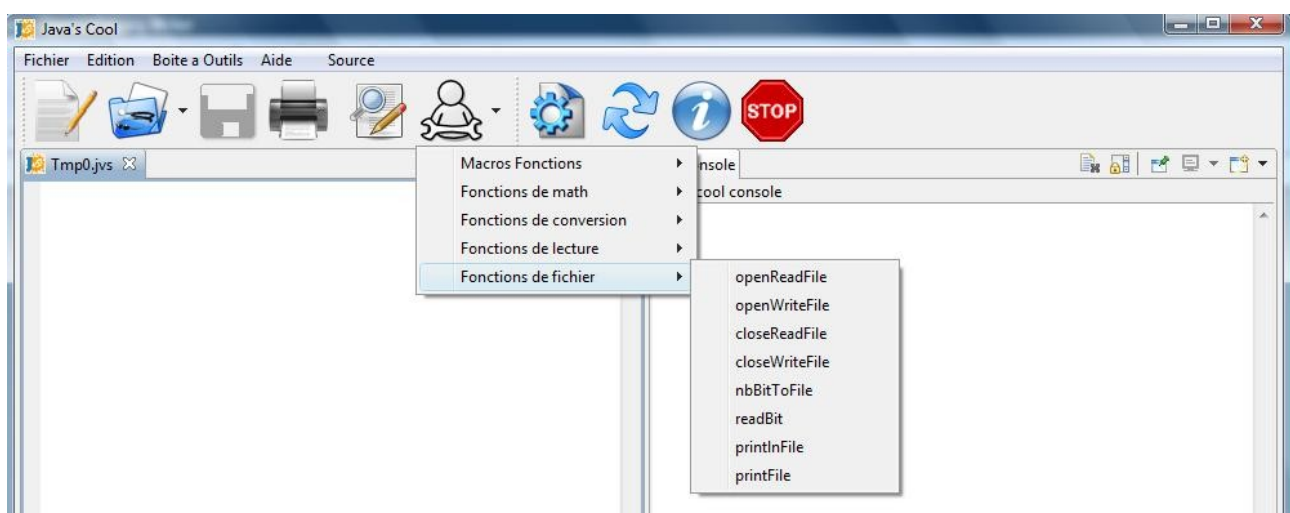 Java's Cool
Fichier Edition Boite a Outils Aide Source
STOP
Tmp0.jvs
nsole
cool console
Macros Fonctions
Fonctions de math
Fonctions de conversion
Fonctions de lecture
Fonctions de fichier
openReadFile
openWriteFile
closeReadFile
closeWriteFile
nbBitToFile
readBit
printlnFile
printFile